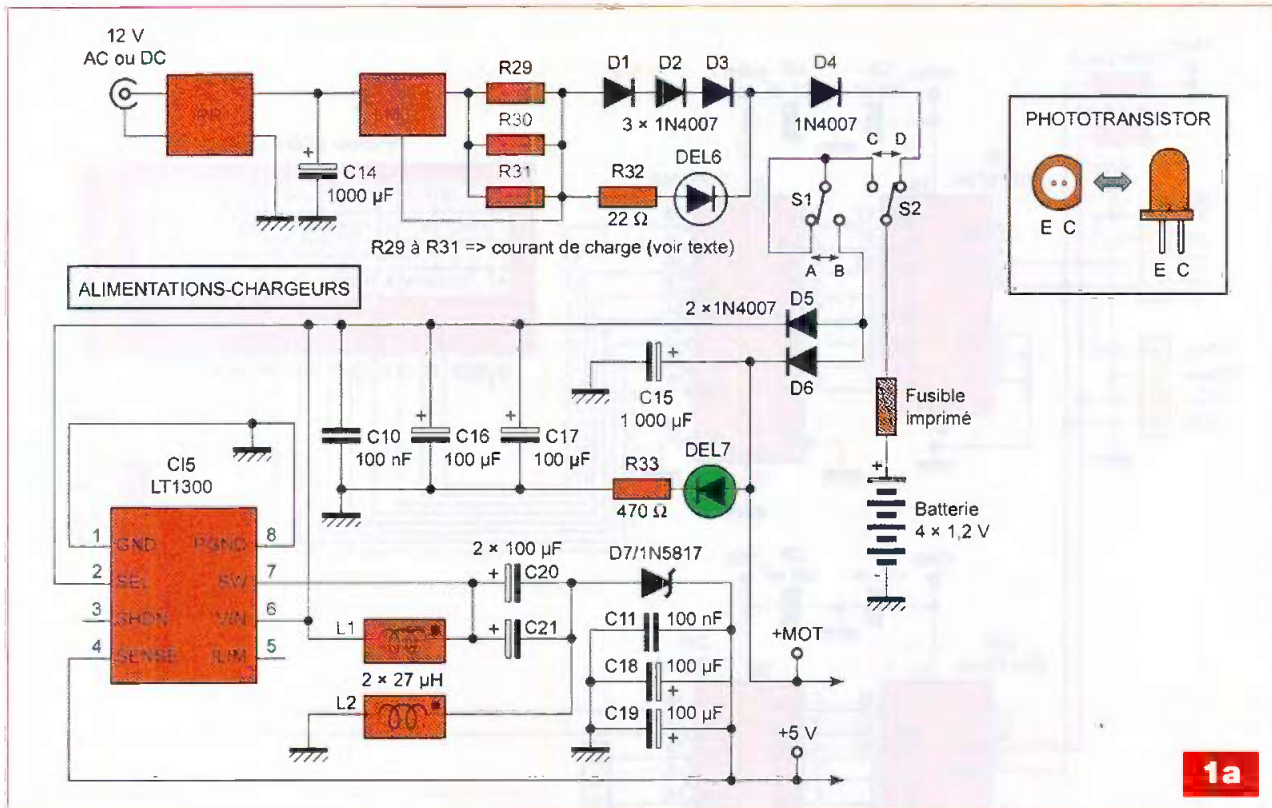 12 V
AC ou DC
C14
1000 µF
R29
R30
R31
D1
D2
D3
3 × 1N4007
D4
1N4007
R32
22 Ω
DEL6
R29 à R31 => courant de charge (voir texte)
C D
S1
S2
A B
PHOTOTRANSISTOR
E C
E C
ALIMENTATIONS-CHARGEURS
2 ×1N4007
D5
D6
C15
1 000 µF
C10
100 nF
C16
100 µF
C17
100 µF
R33
470 Ω
DEL7
Fusible
imprimé
Batterie
4 × 1,2 V
CI5
LT1300
1 GND PGND 8
2 SEL SW 7
3 SHDN VIN 6
4 SENSE ILIM 5
L1
2 × 27 µH
L2
2 × 100 µF
C20
C21
D7/1N5817
C11 100 nF
C18 100 µF
C19 100 µF
+MOT
+5 V
1a